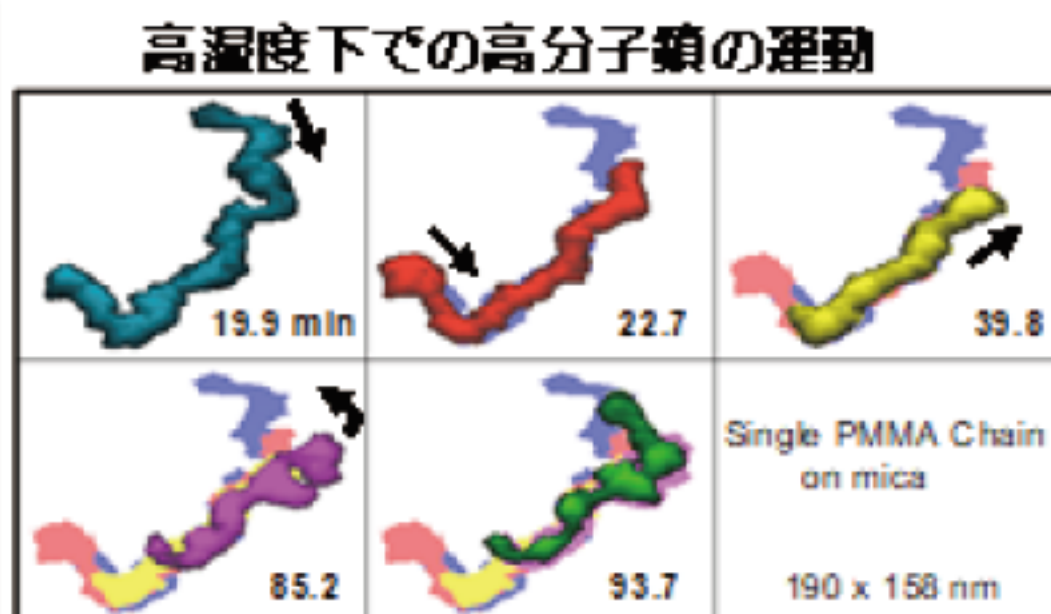 高湿度下での高分子鎖の運動
19.9 min
22.7
39.8
85.2
93.7
Single PMMA Chain
on mica
190 x 158 nm